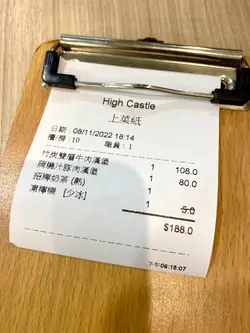 High Castle
上菜紙
日期: 08/11/2022 18:14
檯/房: 10 職員: 1
竹炭雙層牛肉漢堡 1 108.0
照燒汁豚肉漢堡 1 80.0
招牌奶茶 (熱) 1
凍檸檬 [少冰] 1 5.0
$188.0
下午06:15:07